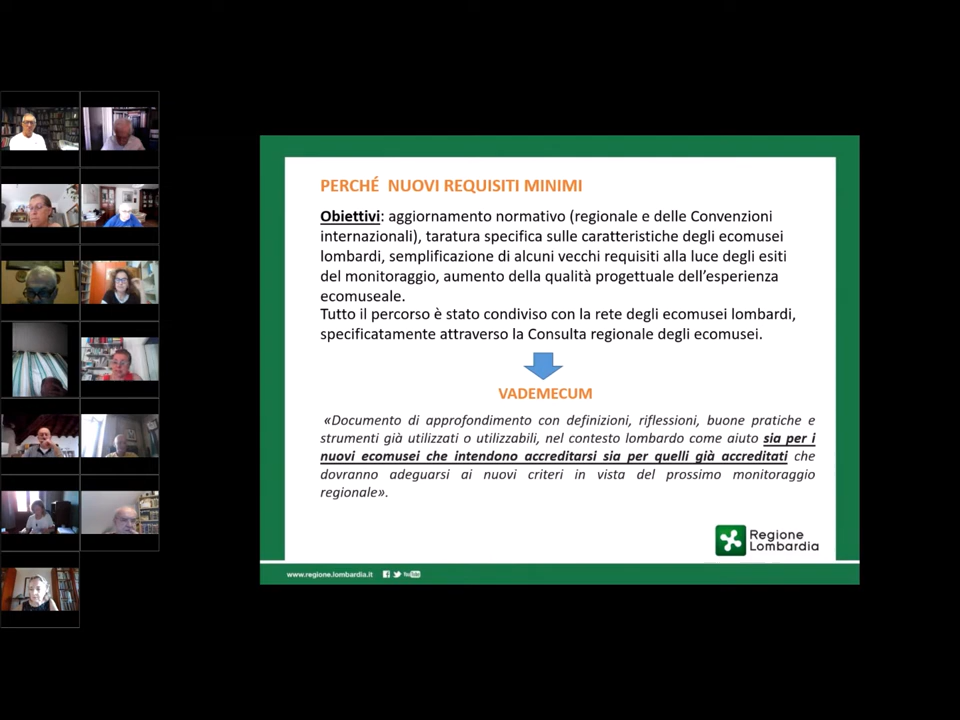 PERCHÉ NUOVI REQUISITI MINIMI
Obiettivi: aggiornamento normativo (regionale e delle Convenzioni
internazionali), taratura specifica sulle caratteristiche degli ecomusei
lombardi, semplificazione di alcuni vecchi requisiti alla luce degli esiti
del monitoraggio, aumento della qualità progettuale dell'esperienza
ecomuseale.
Tutto il percorso è stato condiviso con la rete degli ecomusei lombardi,
specificatamente attraverso la Consulta regionale degli ecomusei.
VADEMECUM
«Documento di approfondimento con definizioni, riflessioni, buone pratiche e
strumenti già utilizzati o utilizzabili, nel contesto lombardo come aiuto sia per i
nuovi ecomusei che intendono accreditarsi sia per quelli già accreditati che
dovranno adeguarsi ai nuovi criteri in vista del prossimo monitoraggio
regionale».
Regione
Lombardia
www.regione.lombardia.it
YouTube